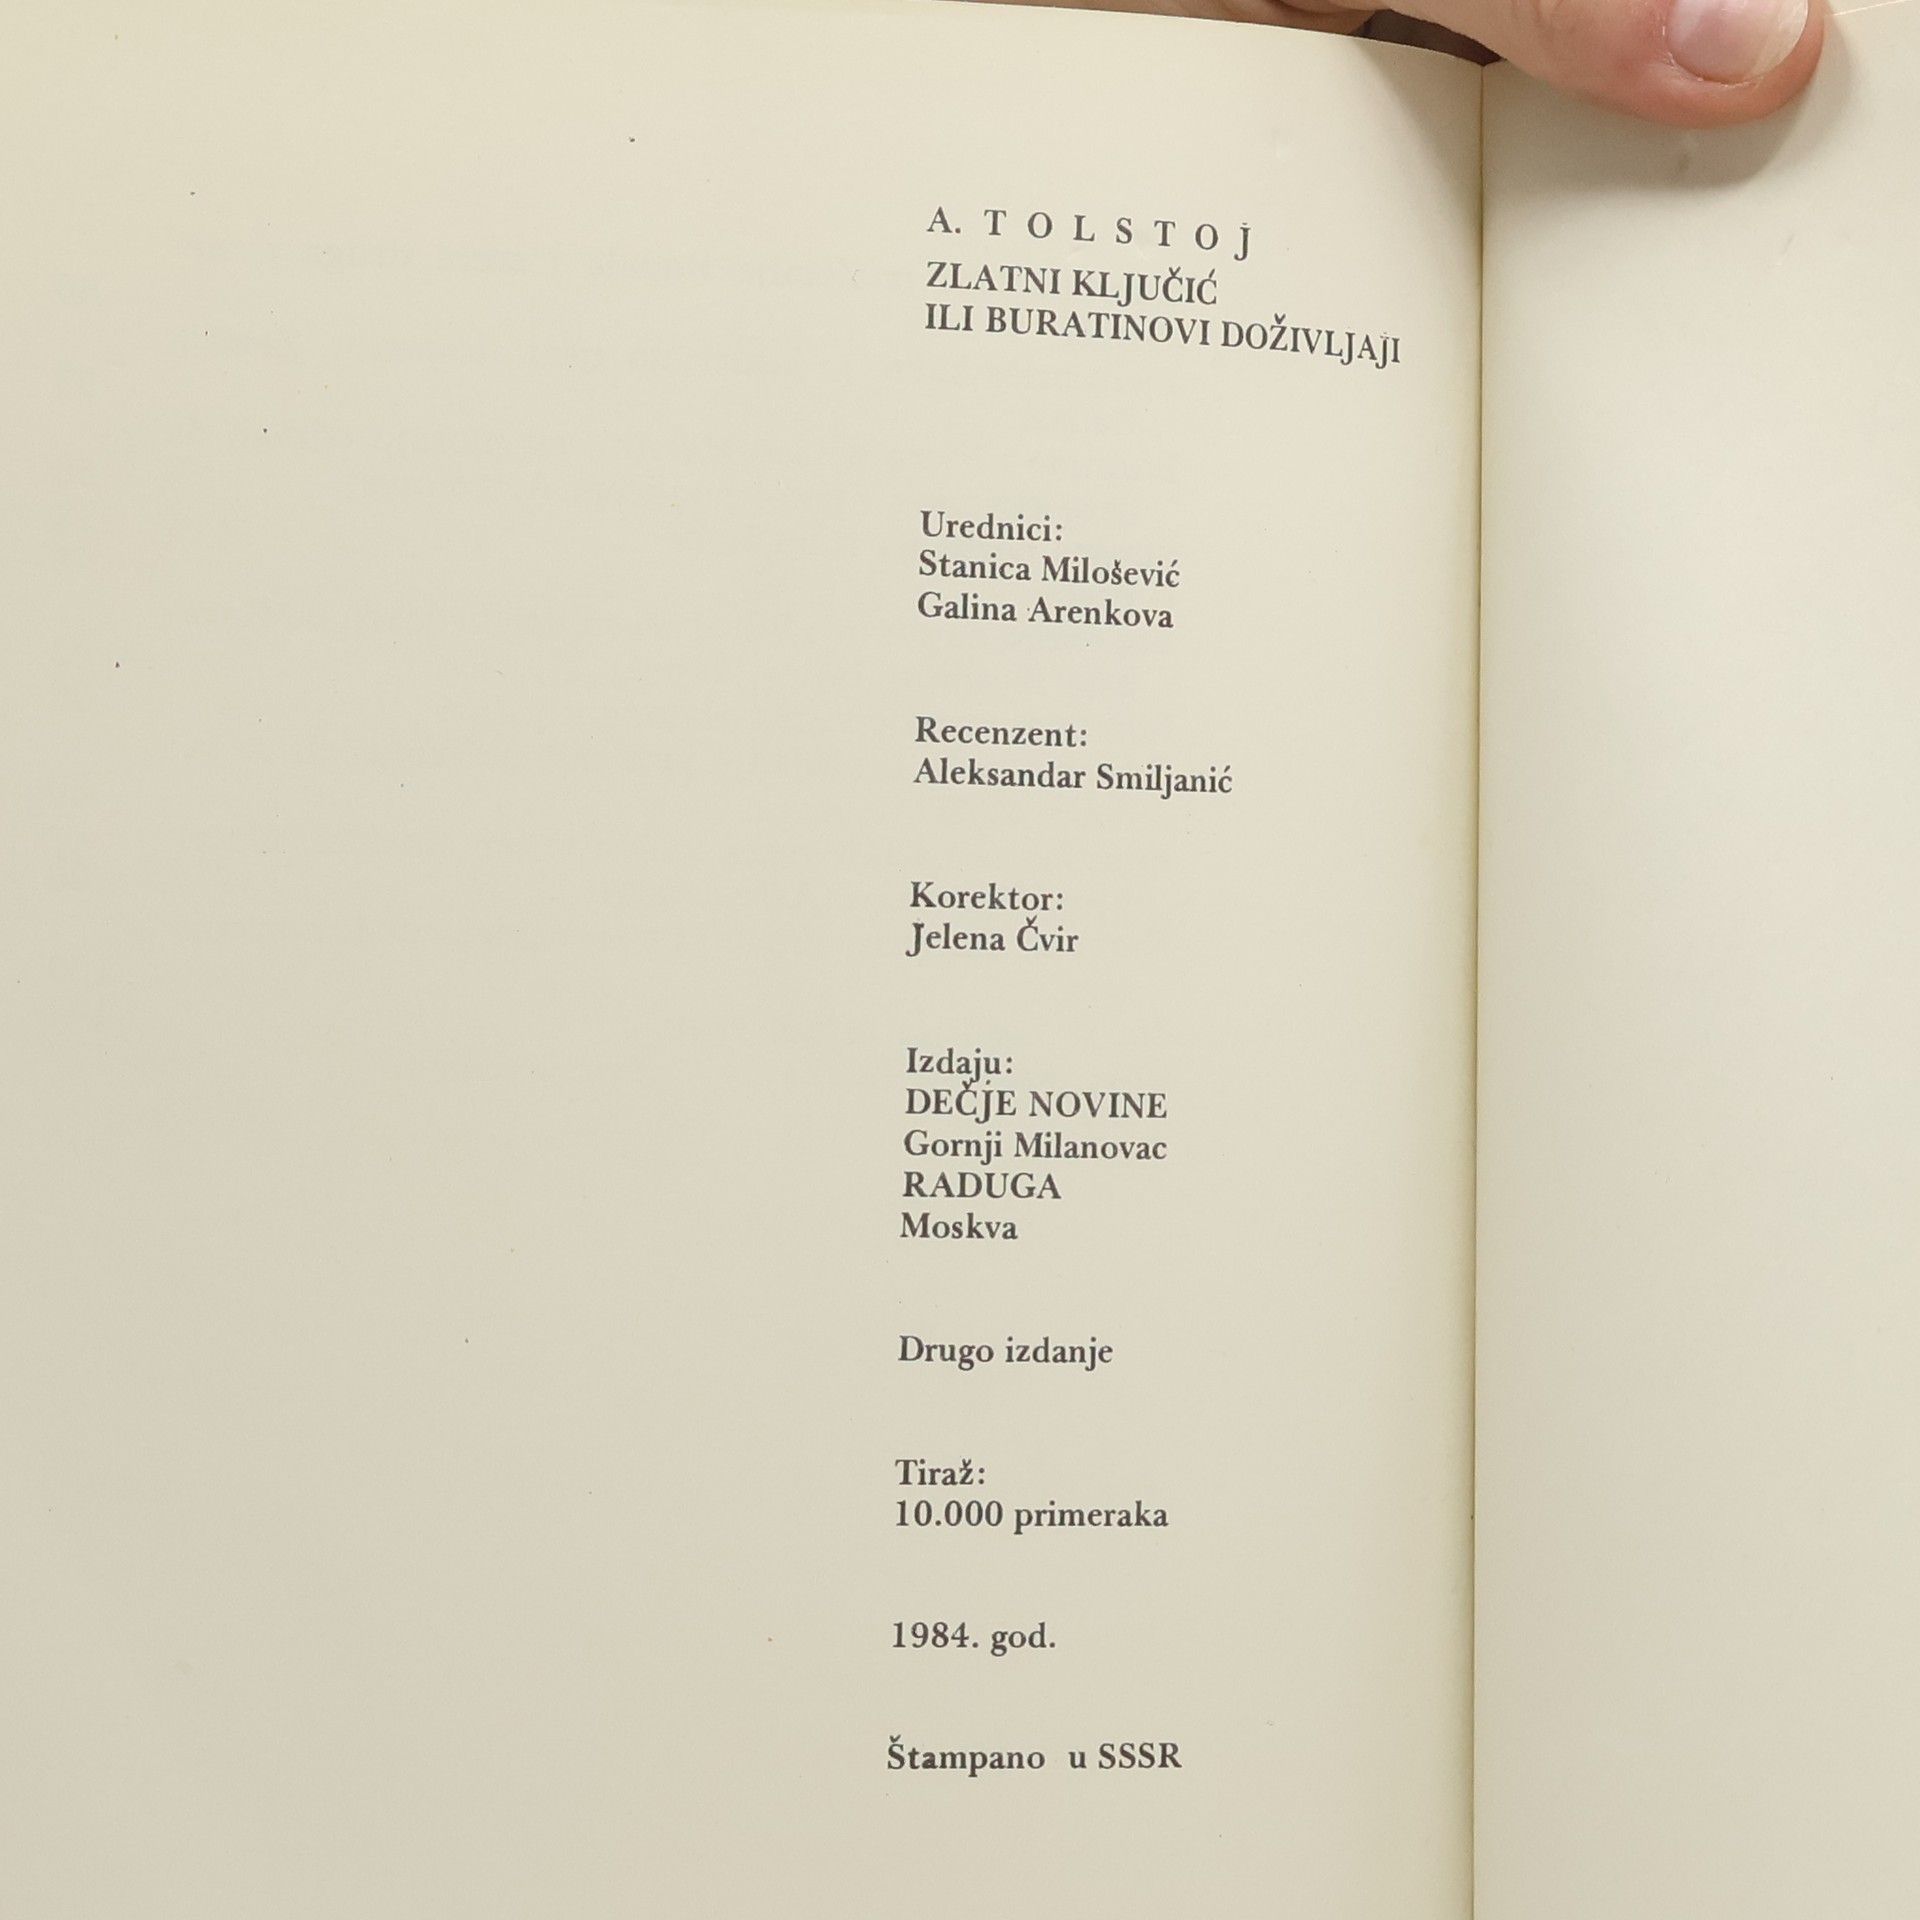 A. TOLSTOJ
ZLATNI KLJUČIĆ
ILI BURATINOVI DOŽIVLJAJI
Urednici:
Stanica Milošević
Galina Arenkova
Recenzent:
Aleksandar Smiljanić
Korektor:
Jelena Čvir
Izdaju:
DEČJE NOVINE
Gornji Milanovac
RADUGA
Moskva
Drugo izdanje
Tiraž:
10.000 primeraka
1984. god.
Štampano u SSSR